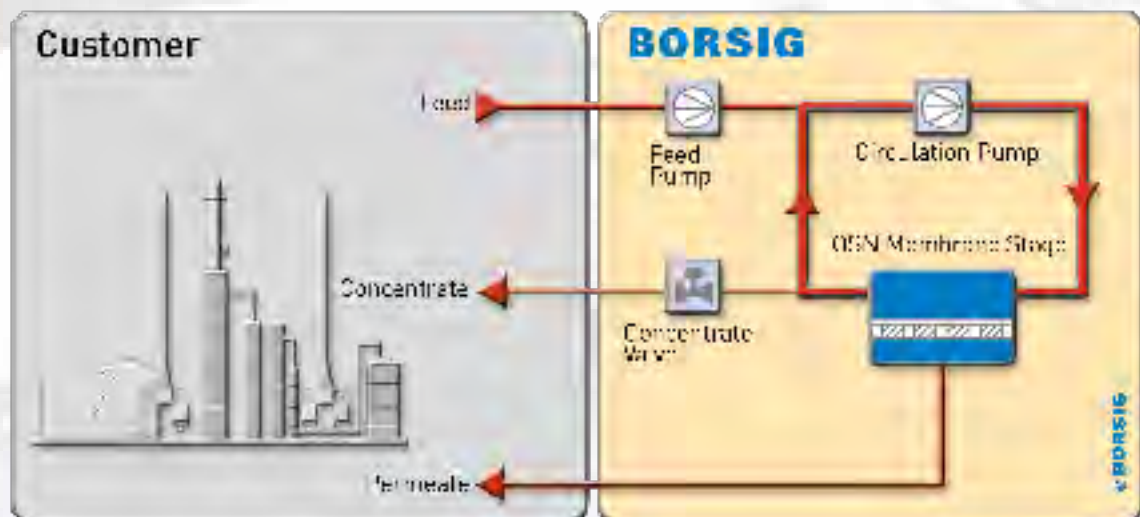 Customer
BORSIG
Feed
Feed
Pump
Circulation Pump
OSN Membrane Stage
Concentrate
Concentrate
Valve
Permeate
BORSIG